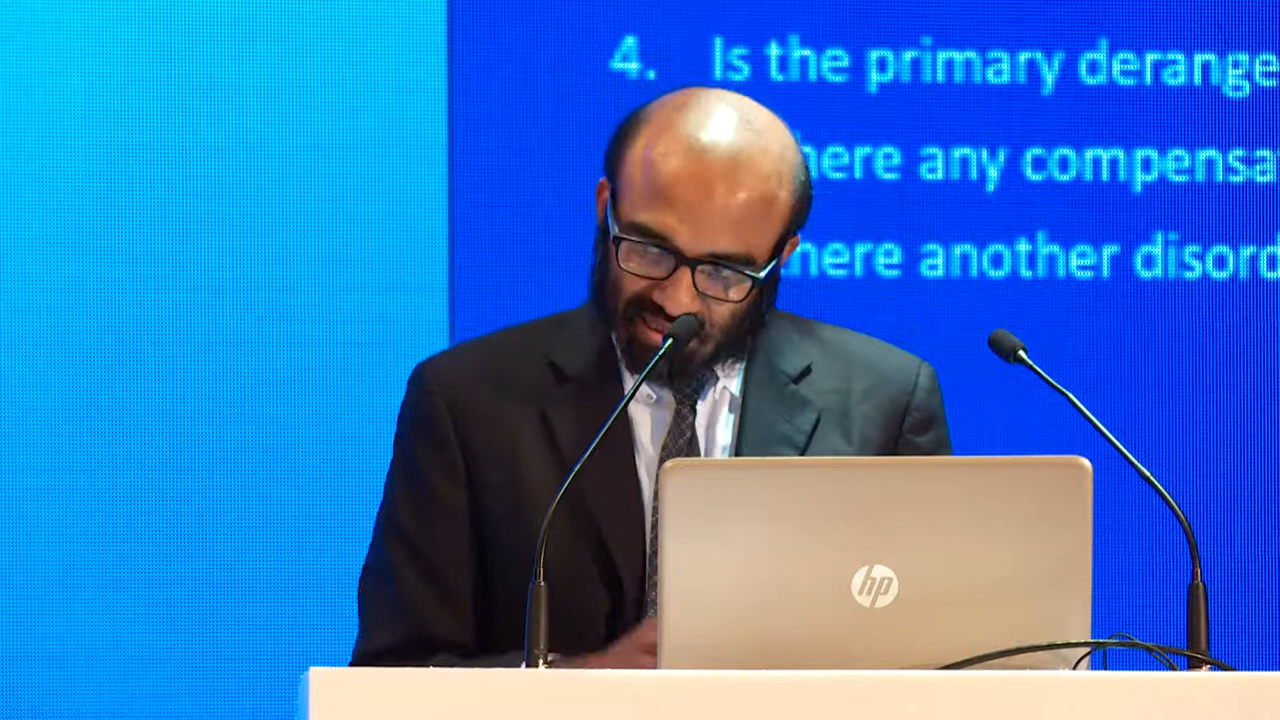 4. Is the primary derange
here any compensa
here another disord
hp